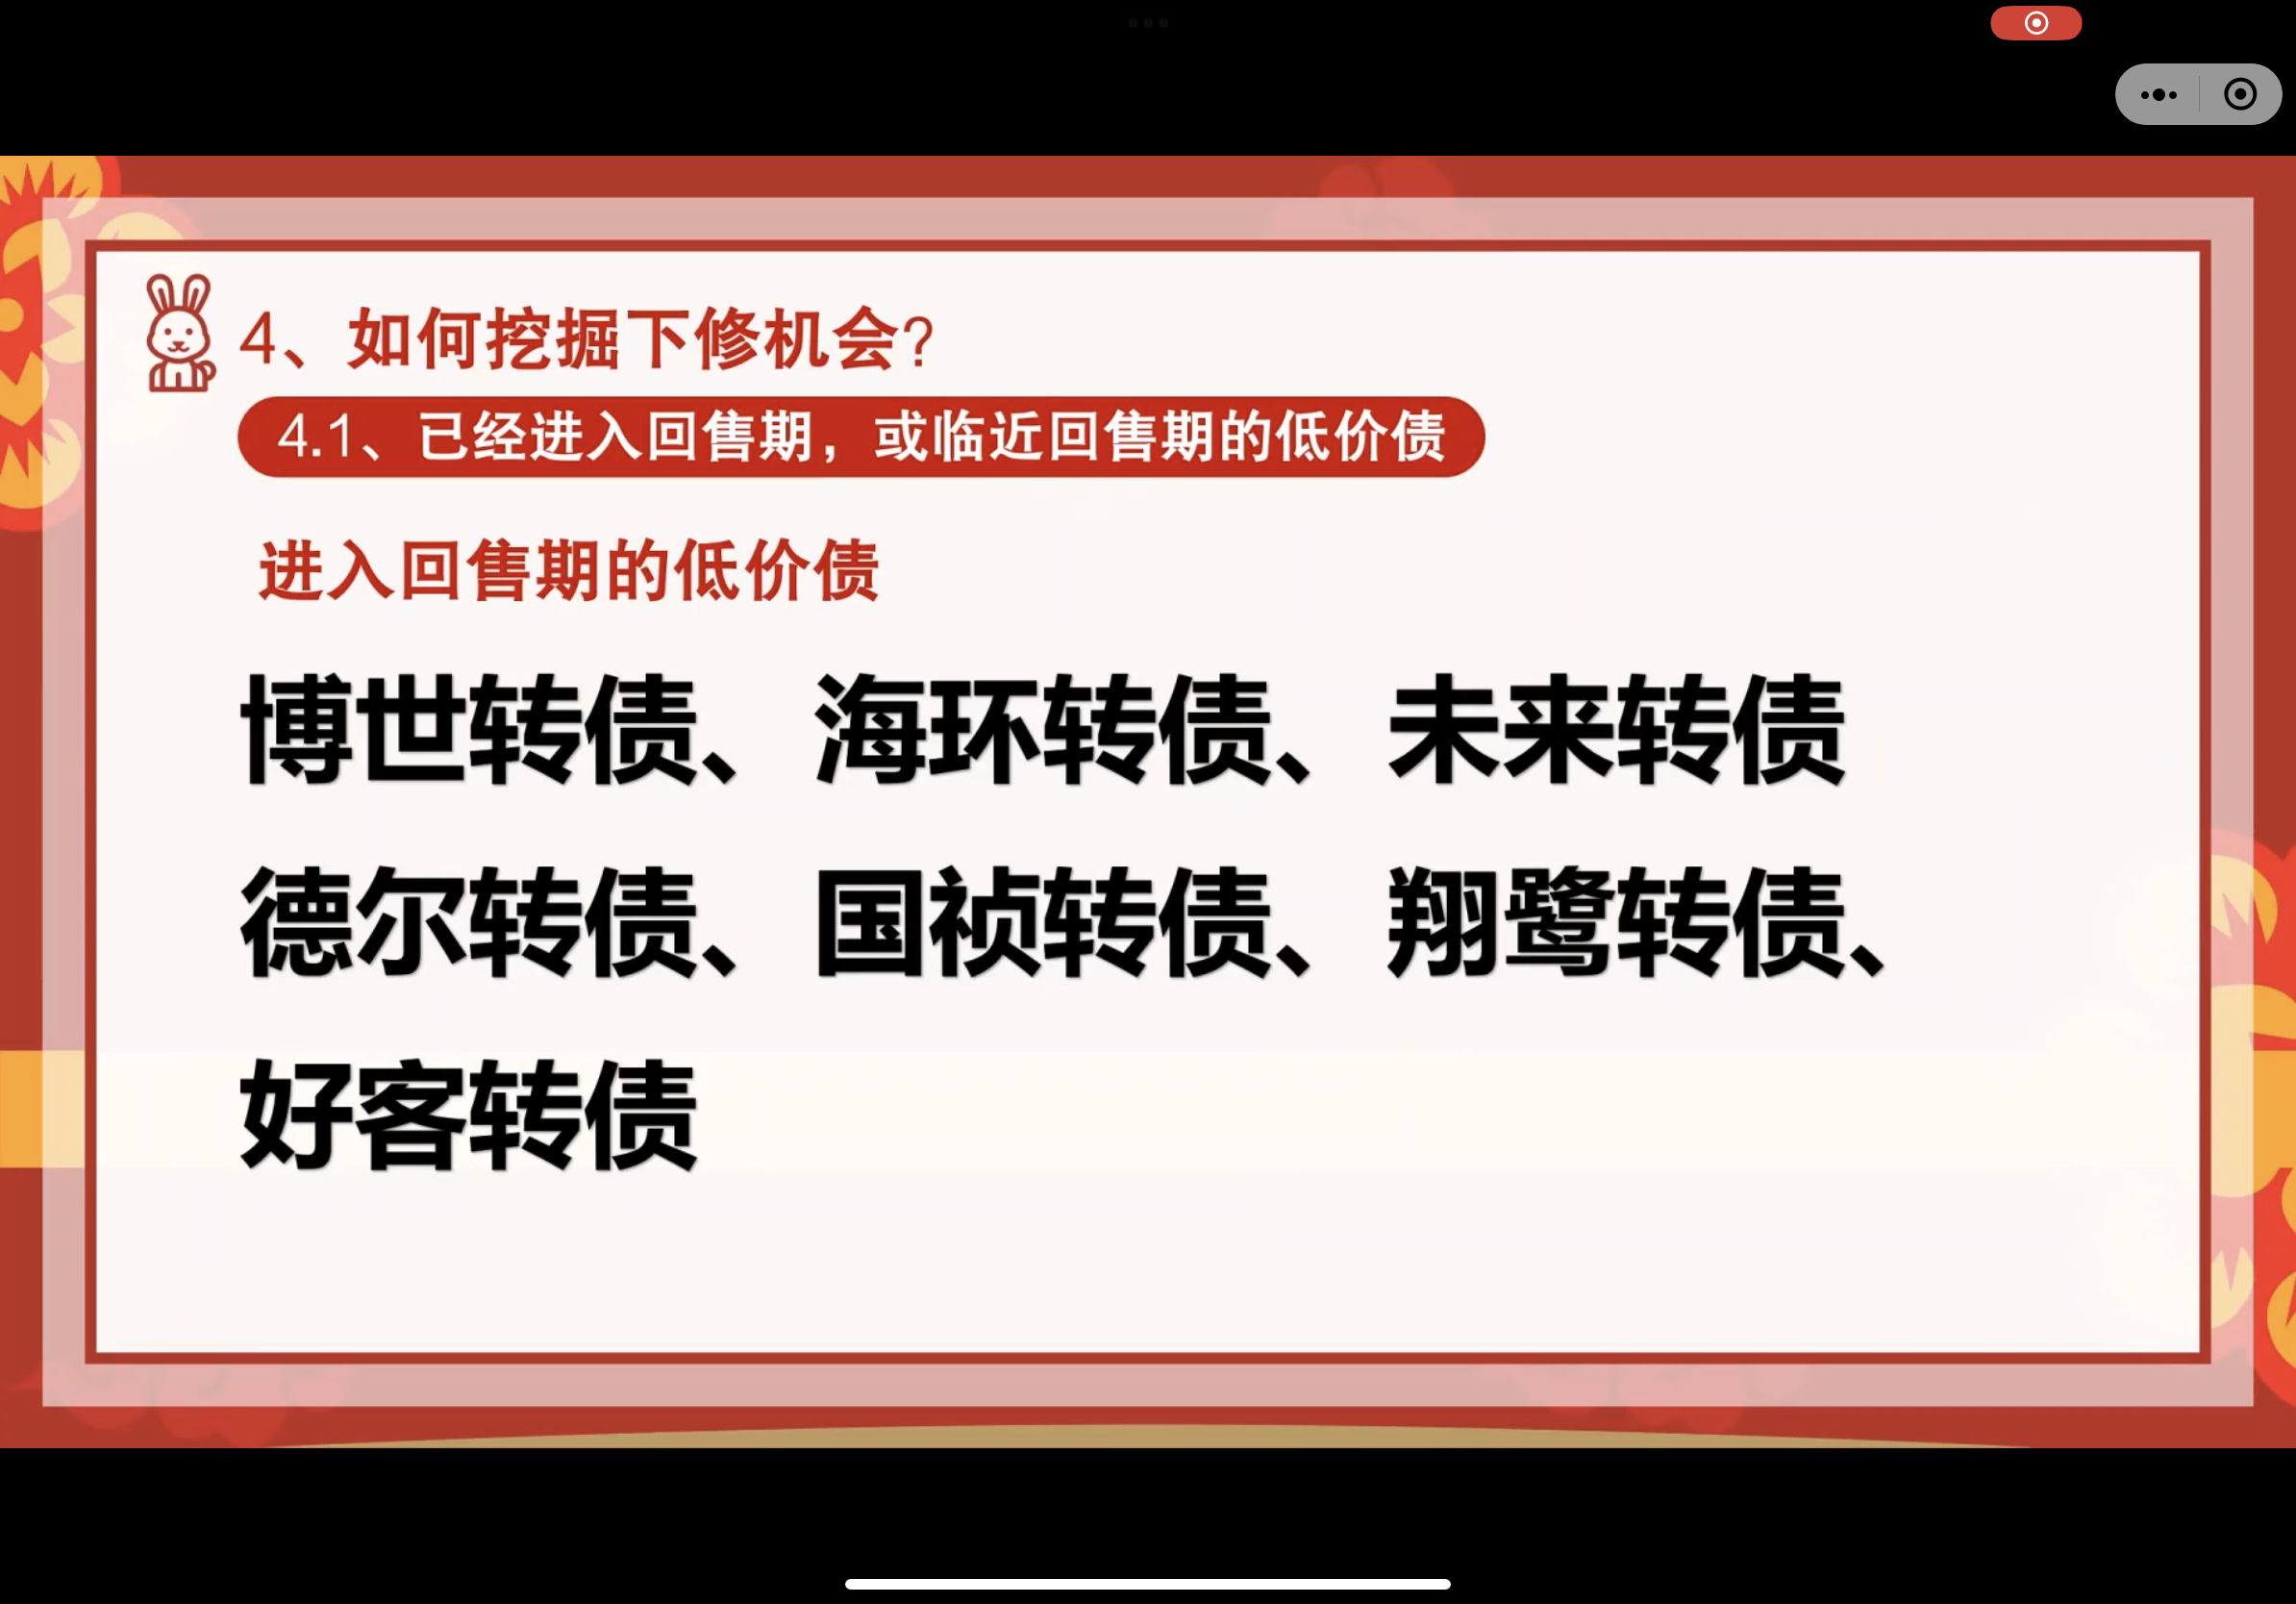 4、如何挖掘下修机会?
4.1、已经进入回售期，或临近回售期的低价债
进入回售期的低价债
博世转债、海环转债、未来转债
德尔转债、国祯转债、翔鹭转债、
好客转债